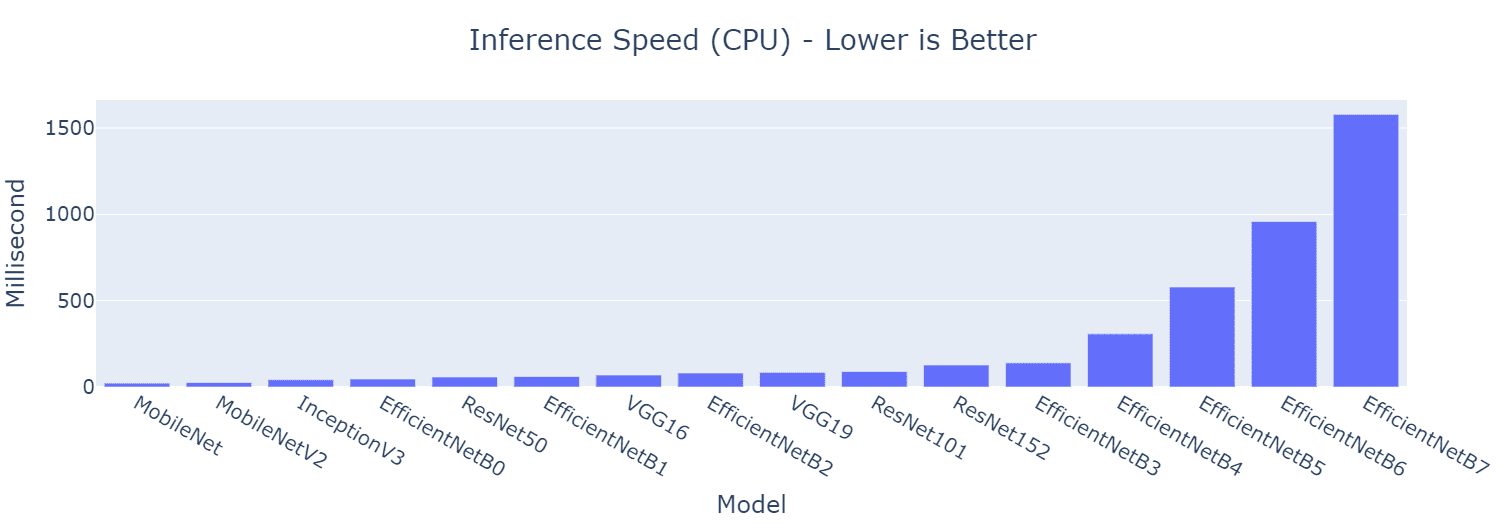 Inference Speed (CPU) - Lower is Better
Millisecond
1500
1000
500
0
MobileNet
MobileNetV2
InceptionV3
EfficientNetB0
ResNet50
EfficientNetB1
VGG16
EfficientNetB2
VGG19
ResNet101
ResNet152
EfficientNetB3
EfficientNetB4
EfficientNetB5
EfficientNetB6
EfficientNetB7
Model